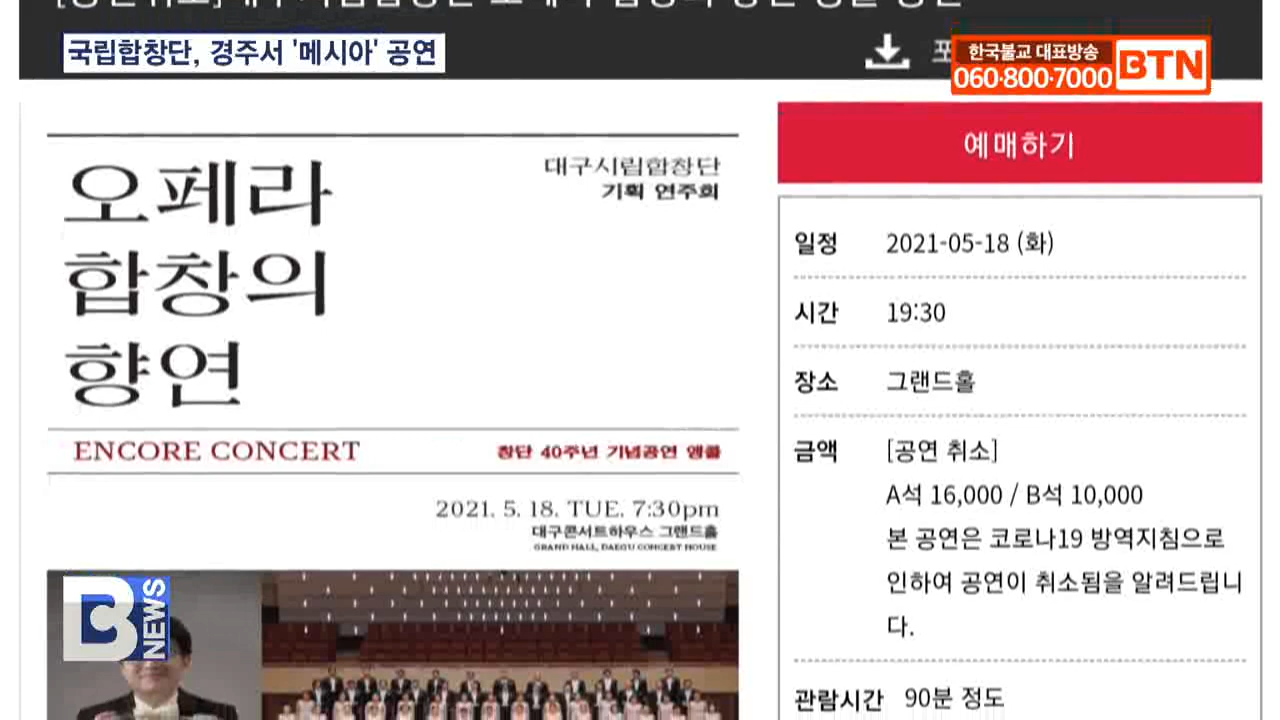 국립합창단, 경주서 '메시아' 공연
한국불교 대표방송
060·800·7000
BTN
오페라
합창의
향연
대구시립합창단
기획 연주회
ENCORE CONCERT
창단 40주년 기념공연 앵콜
2021. 5. 18. TUE. 7:30pm
대구콘서트하우스 그랜드홀
GRAND HALL, DAEGU CONCERT HOUSE
B NEWS
예매하기
일정 2021-05-18 (화)
시간 19:30
장소 그랜드홀
금액 [공연 취소]
A석 16,000 / B석 10,000
본 공연은 코로나19 방역지침으로
인하여 공연이 취소됨을 알려드립니
다.
관람시간 90분 정도